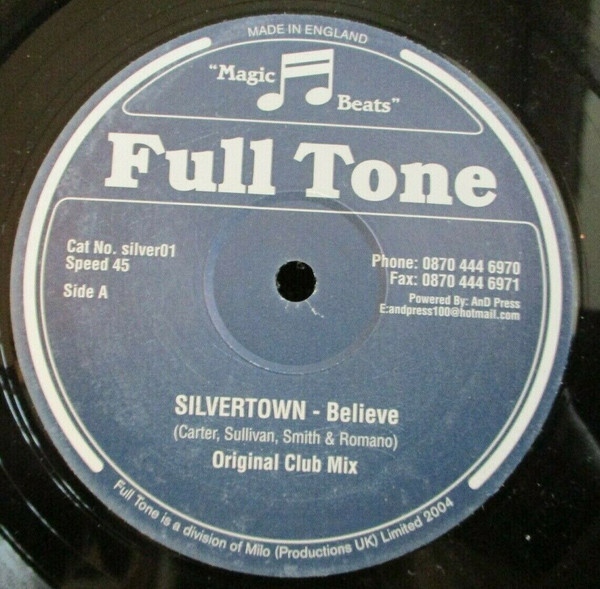 MADE IN ENGLAND
"Magic
Beats"
Full Tone
Cat No. silver01
Speed 45
Side A
Phone: 0870 444 6970
Fax: 0870 444 6971
Powered By: AnD Press
E:andpress100@hotmail.com
SILVERTOWN - Believe
(Carter, Sullivan, Smith & Romano)
Original Club Mix
Full Tone is a division of Milo (Productions UK) Limited 2004